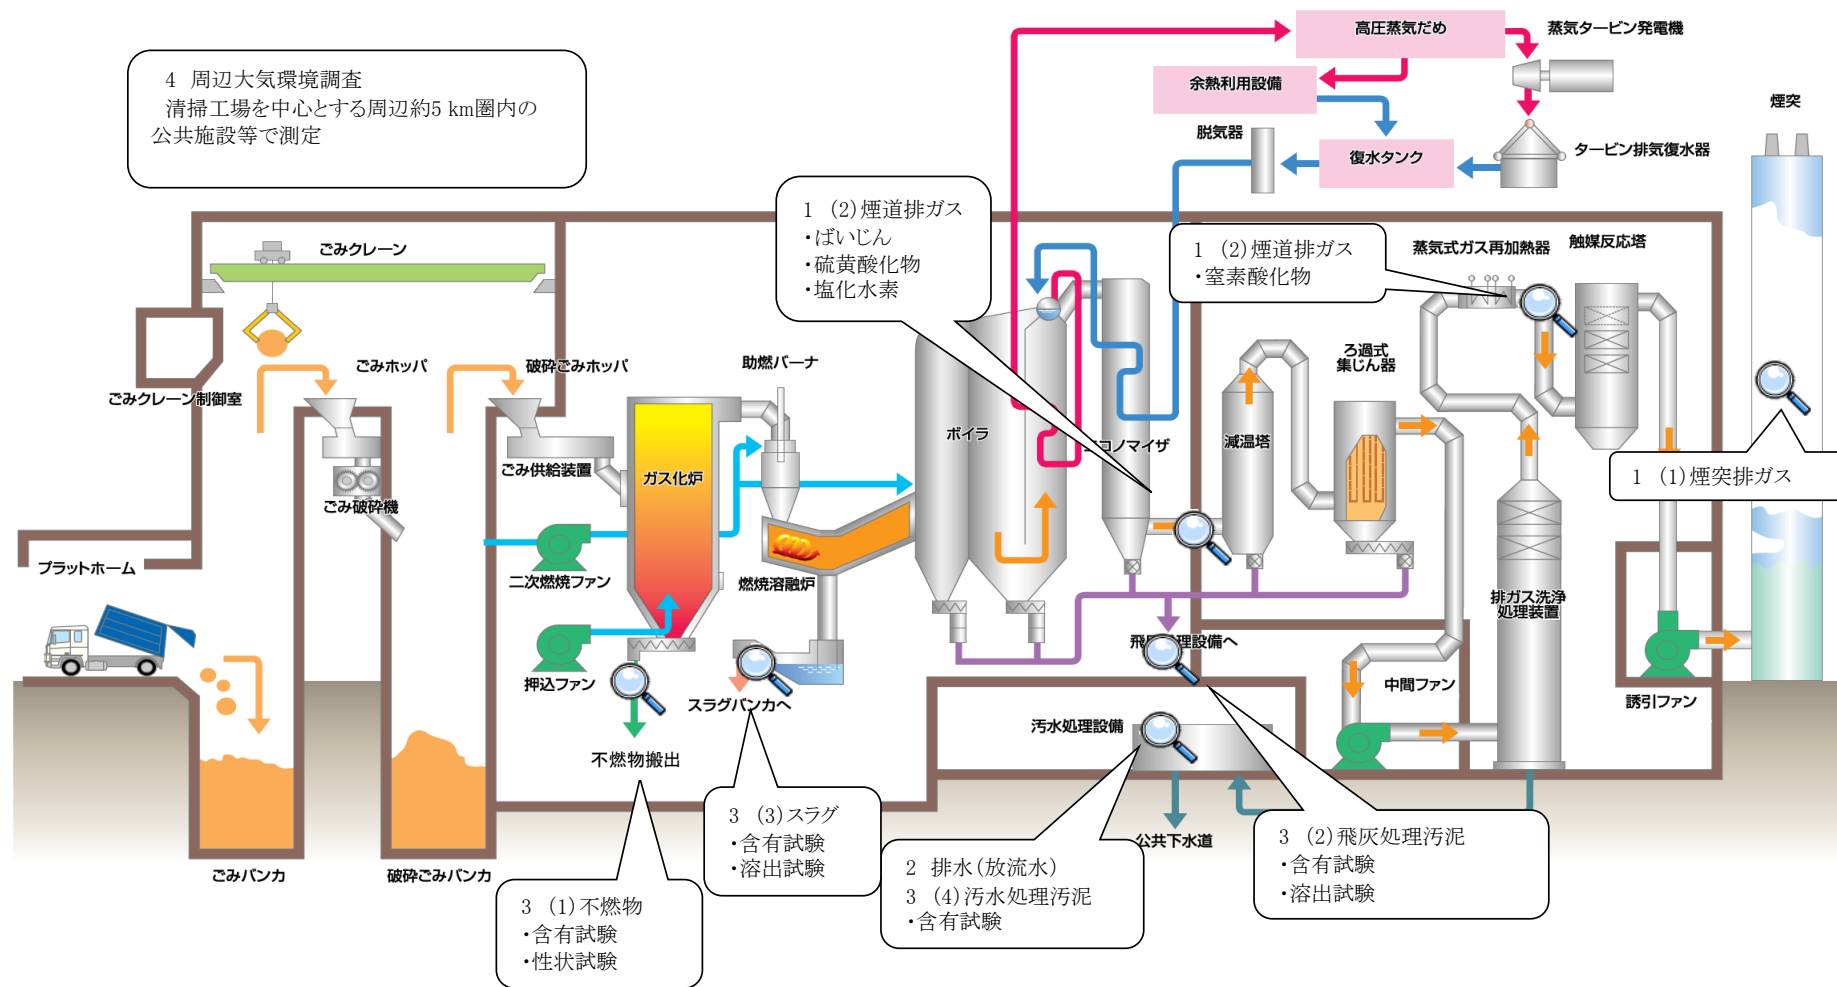 高圧蒸気だめ
蒸気タービン発電機
4 周辺大気環境調査
清掃工場を中心とする周辺約5 km圏内の
公共施設等で測定
余熱利用設備
煙突
脱気器
復水タンク
タービン排気復水器
1 (2)煙道排ガス
・ばいじん
・硫黄酸化物
・塩化水素
1 (2)煙道排ガス
・窒素酸化物
蒸気式ガス再加熱器
触媒反応塔
ごみクレーン
ごみホッパ
破砕ごみホッパ
助燃バーナ
ろ過式
集じん器
ごみクレーン制御室
ボイラ
エコノマイザ
減温塔
ごみ供給装置
ガス化炉
1 (1)煙突排ガス
ごみ破砕機
プラットホーム
二次燃焼ファン
燃焼溶融炉
排ガス洗浄
処理装置
飛灰処理設備へ
押込ファン
スラグバンカへ
中間ファン
誘引ファン
汚水処理設備
不燃物搬出
3 (3)スラグ
・含有試験
・溶出試験
公共下水道
3 (2)飛灰処理汚泥
・含有試験
・溶出試験
2 排水(放流水)
3 (4)汚水処理汚泥
・含有試験
ごみバンカ
破砕ごみバンカ
3 (1)不燃物
・含有試験
・性状試験